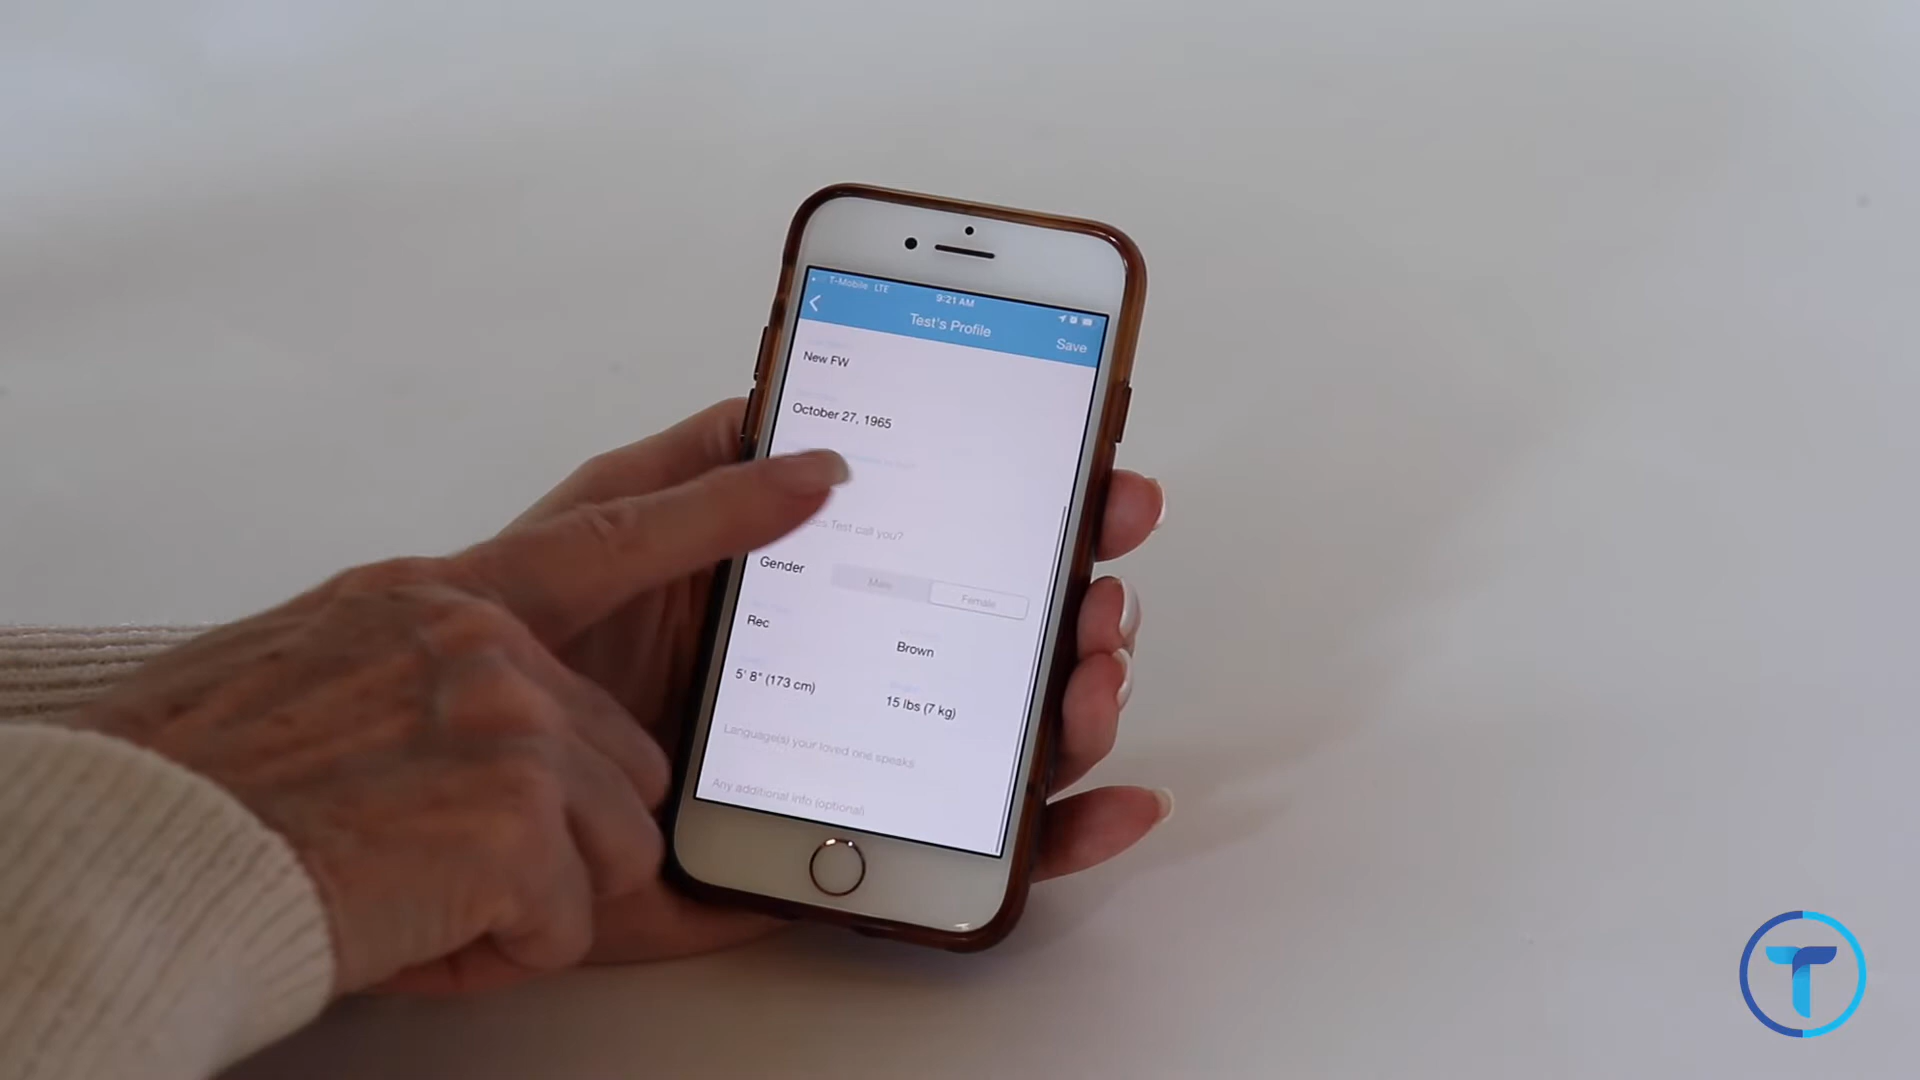 T-Mobile LTE
9:21 AM
Test's Profile
Save
New FW
October 27, 1965
Test call you?
Gender
Male
Female
Rec
Brown
5' 8" (173 cm)
15 lbs (7 kg)
Language(s) your loved one speaks
Any additional info (optional)